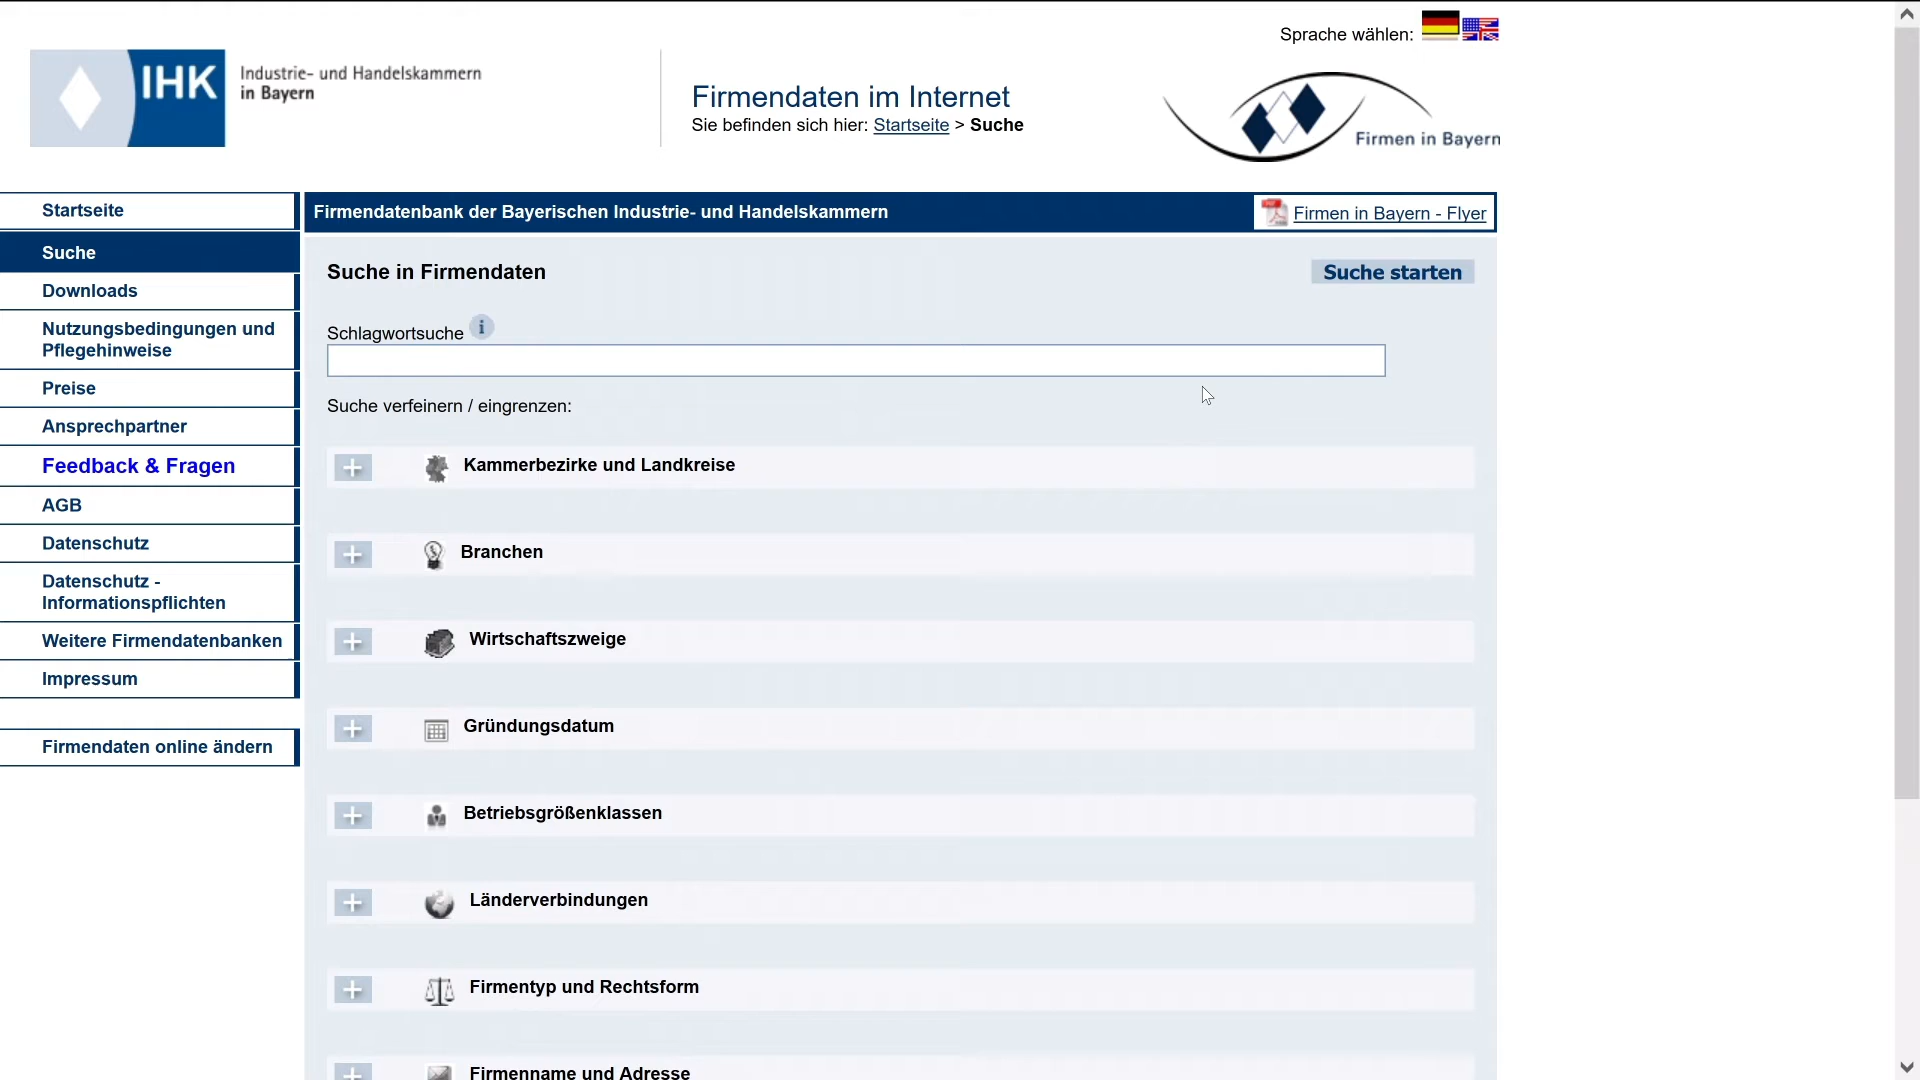 Sprache wählen:
IHK
Industrie- und Handelskammern
in Bayern
Firmendaten im Internet
Sie befinden sich hier: Startseite > Suche
Firmen in Bayern
Startseite
Suche
Downloads
Nutzungsbedingungen und
Pflegehinweise
Preise
Ansprechpartner
Feedback & Fragen
AGB
Datenschutz
Datenschutz -
Informationspflichten
Weitere Firmendatenbanken
Impressum
Firmendaten online ändern
Firmendatenbank der Bayerischen Industrie- und Handelskammern
Firmen in Bayern - Flyer
Suche in Firmendaten
Suche starten
Schlagwortsuche i
Suche verfeinern / eingrenzen:
Kammerbezirke und Landkreise
Branchen
Wirtschaftszweige
Gründungsdatum
Betriebsgrößenklassen
Länderverbindungen
Firmentyp und Rechtsform
Firmenname und Adresse